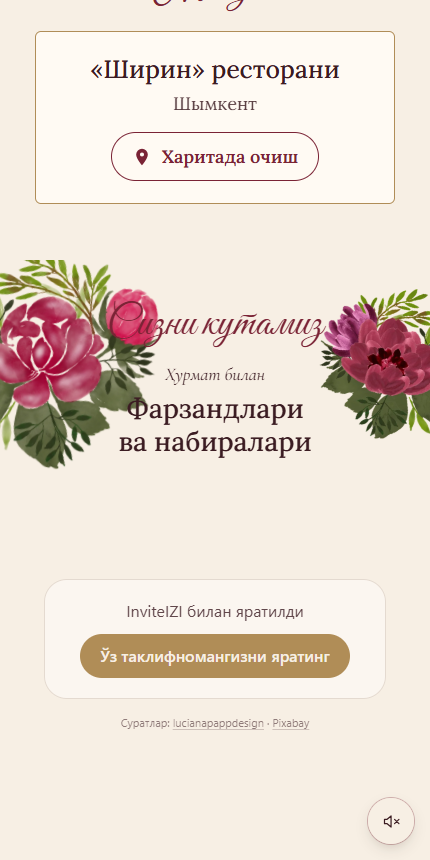 «Ширин» ресторани
Шымкент
Харитада очиш
Сизни кутамиз
Хурмат билан
Фарзандлари
ва набиралари
InviteIZI билан яратилди
Ўз таклифномангизни яратинг
Суратлар: lucianapappdesign · Pixabay